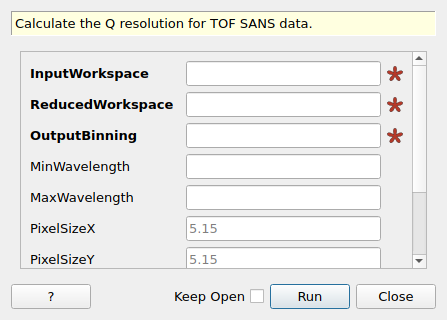 Calculate the Q resolution for TOF SANS data.
InputWorkspace
ReducedWorkspace
OutputBinning
MinWavelength
MaxWavelength
PixelSizeX 5.15
PixelSizeY 5.15
? Keep Open Run Close